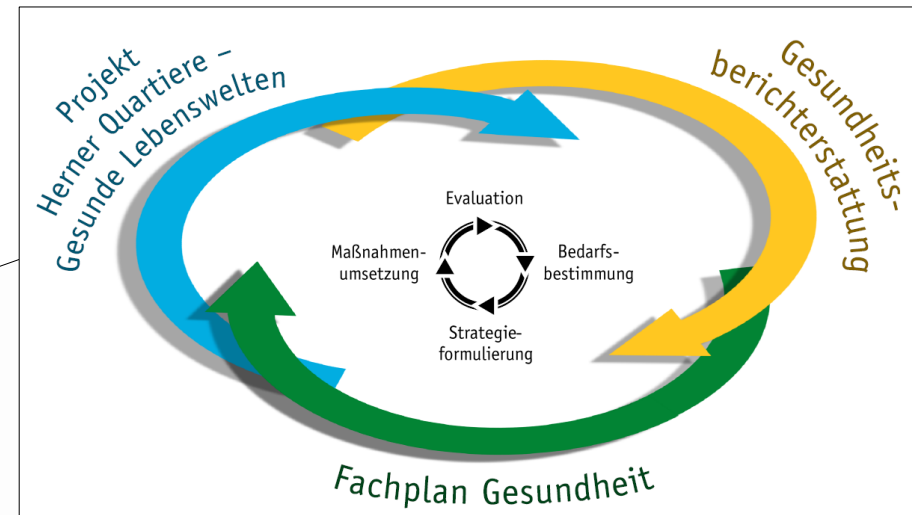 Projekt
Herner Quartiere –
Gesunde Lebenswelten
Gesundheits-
berichterstattung
Evaluation
Maßnahmen-
umsetzung
Bedarfs-
bestimmung
Strategie-
formulierung
Fachplan Gesundheit